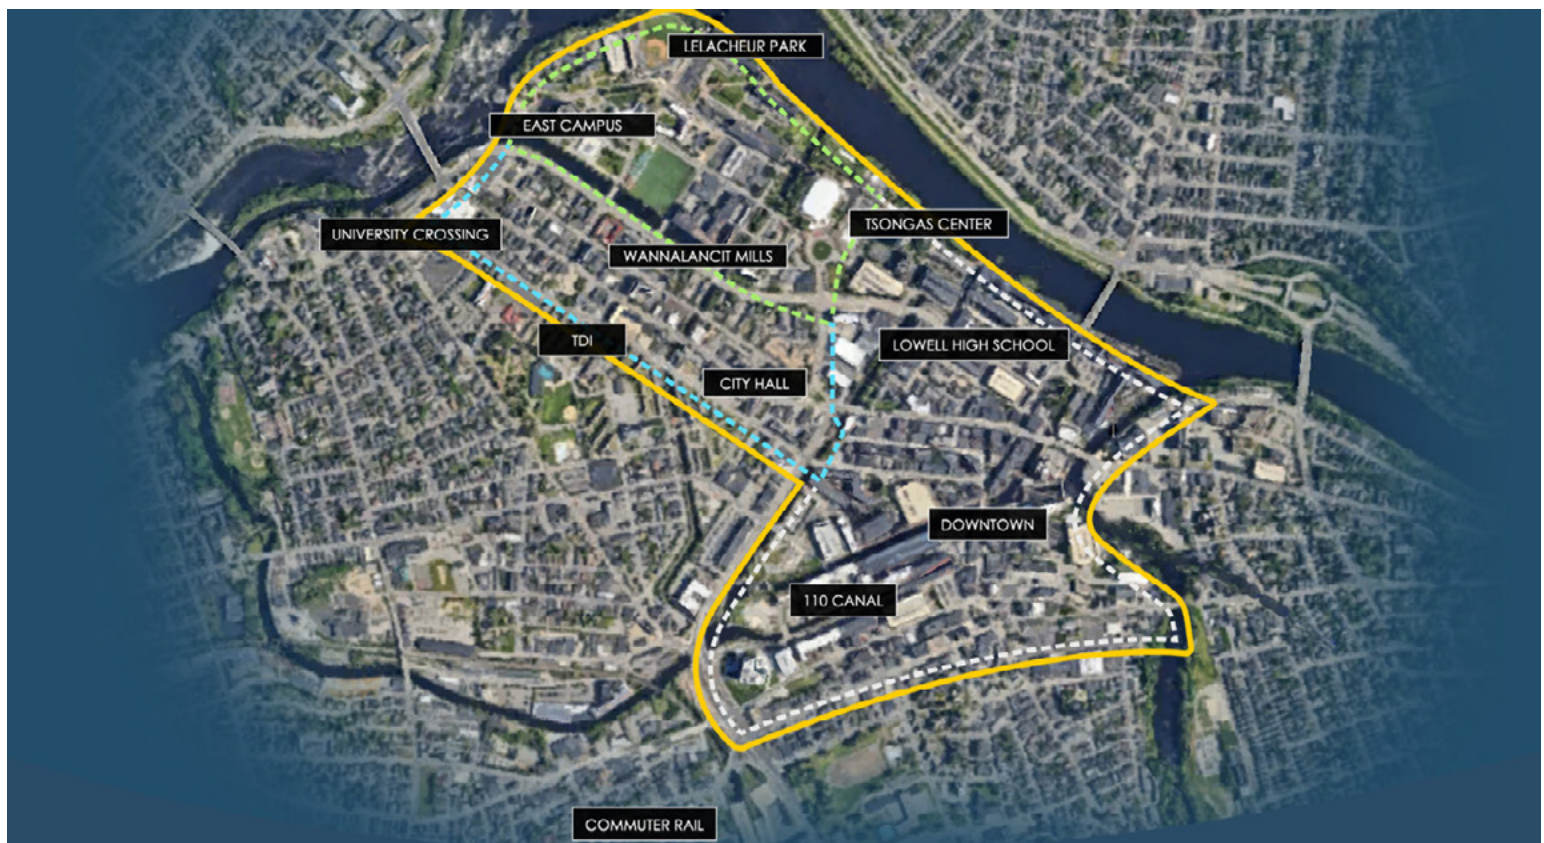 LELACHEUR PARK
EAST CAMPUS
TSONGAS CENTER
UNIVERSITY CROSSING
WANNALANCIT MILLS
TDI
LOWELL HIGH SCHOOL
CITY HALL
DOWNTOWN
110 CANAL
COMMUTER RAIL